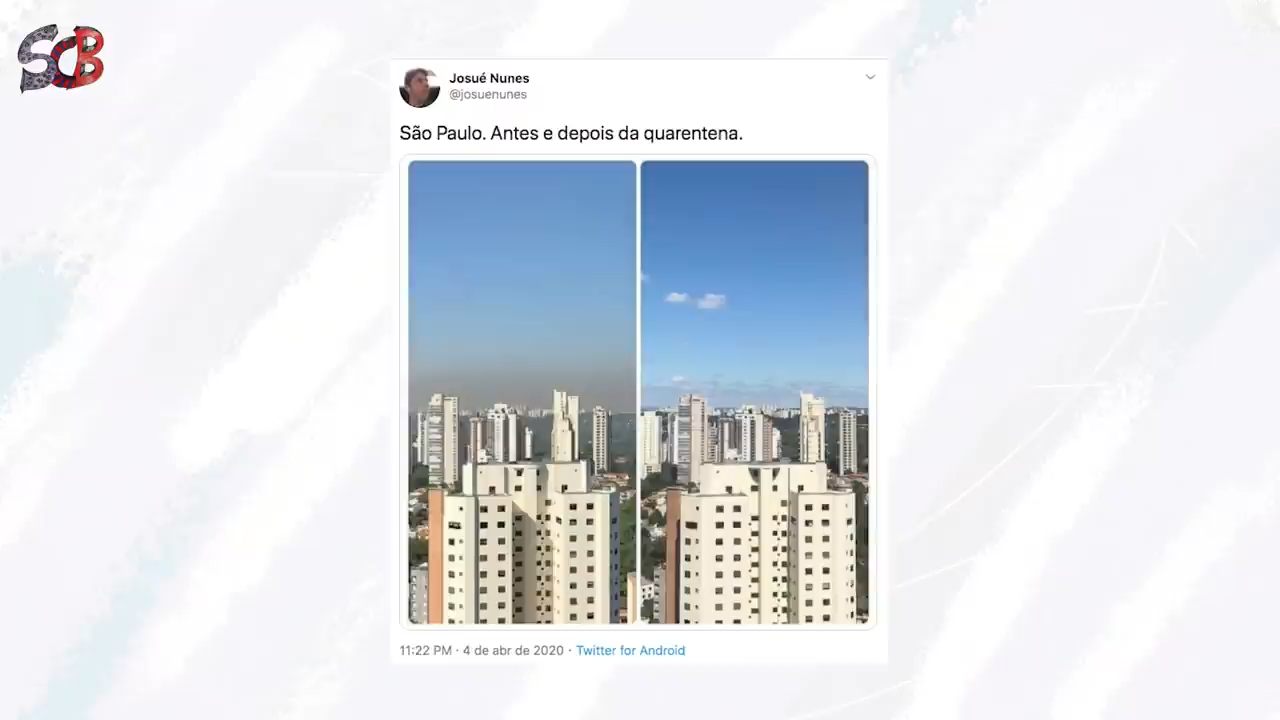 SCB
Josué Nunes
@josuenunes
São Paulo. Antes e depois da quarentena.
11:22 PM · 4 de abr de 2020 · Twitter for Android